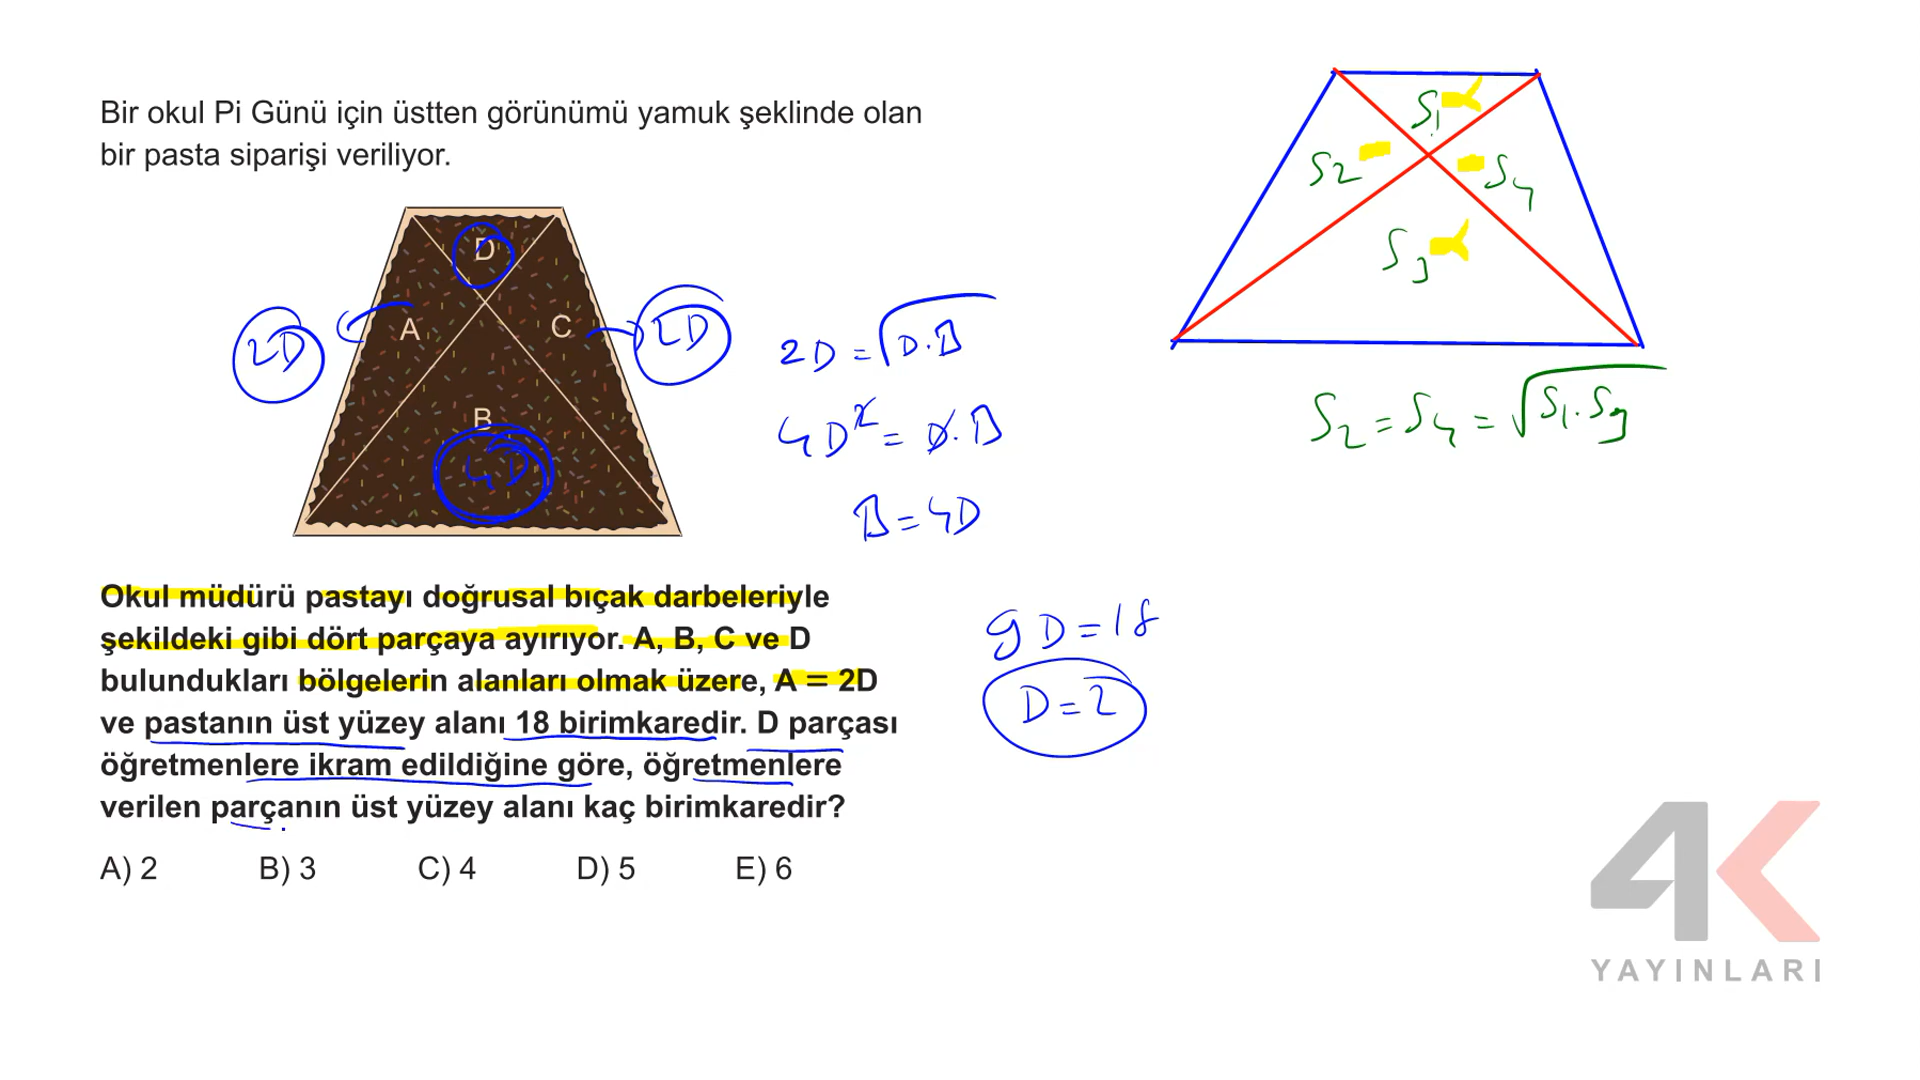 Bir okul Pi Günü için üstten görünümü yamuk şeklinde olan
bir pasta siparişi veriliyor.
D
A
C
B
2D
2D
4D
2D = √D.B
4D² = D.B
B = 4D
S1
S2
S4
S3
S2 = S4 = √S1.S3
Okul müdürü pastayı doğrusal bıçak darbeleriyle
şekildeki gibi dört parçaya ayırıyor. A, B, C ve D
bulundukları bölgelerin alanları olmak üzere, A = 2D
ve pastanın üst yüzey alanı 18 birimkaredir. D parçası
öğretmenlere ikram edildiğine göre, öğretmenlere
verilen parçanın üst yüzey alanı kaç birimkaredir?
9D = 18
D = 2
A) 2 B) 3 C) 4 D) 5 E) 6
4K
YAYINLARI